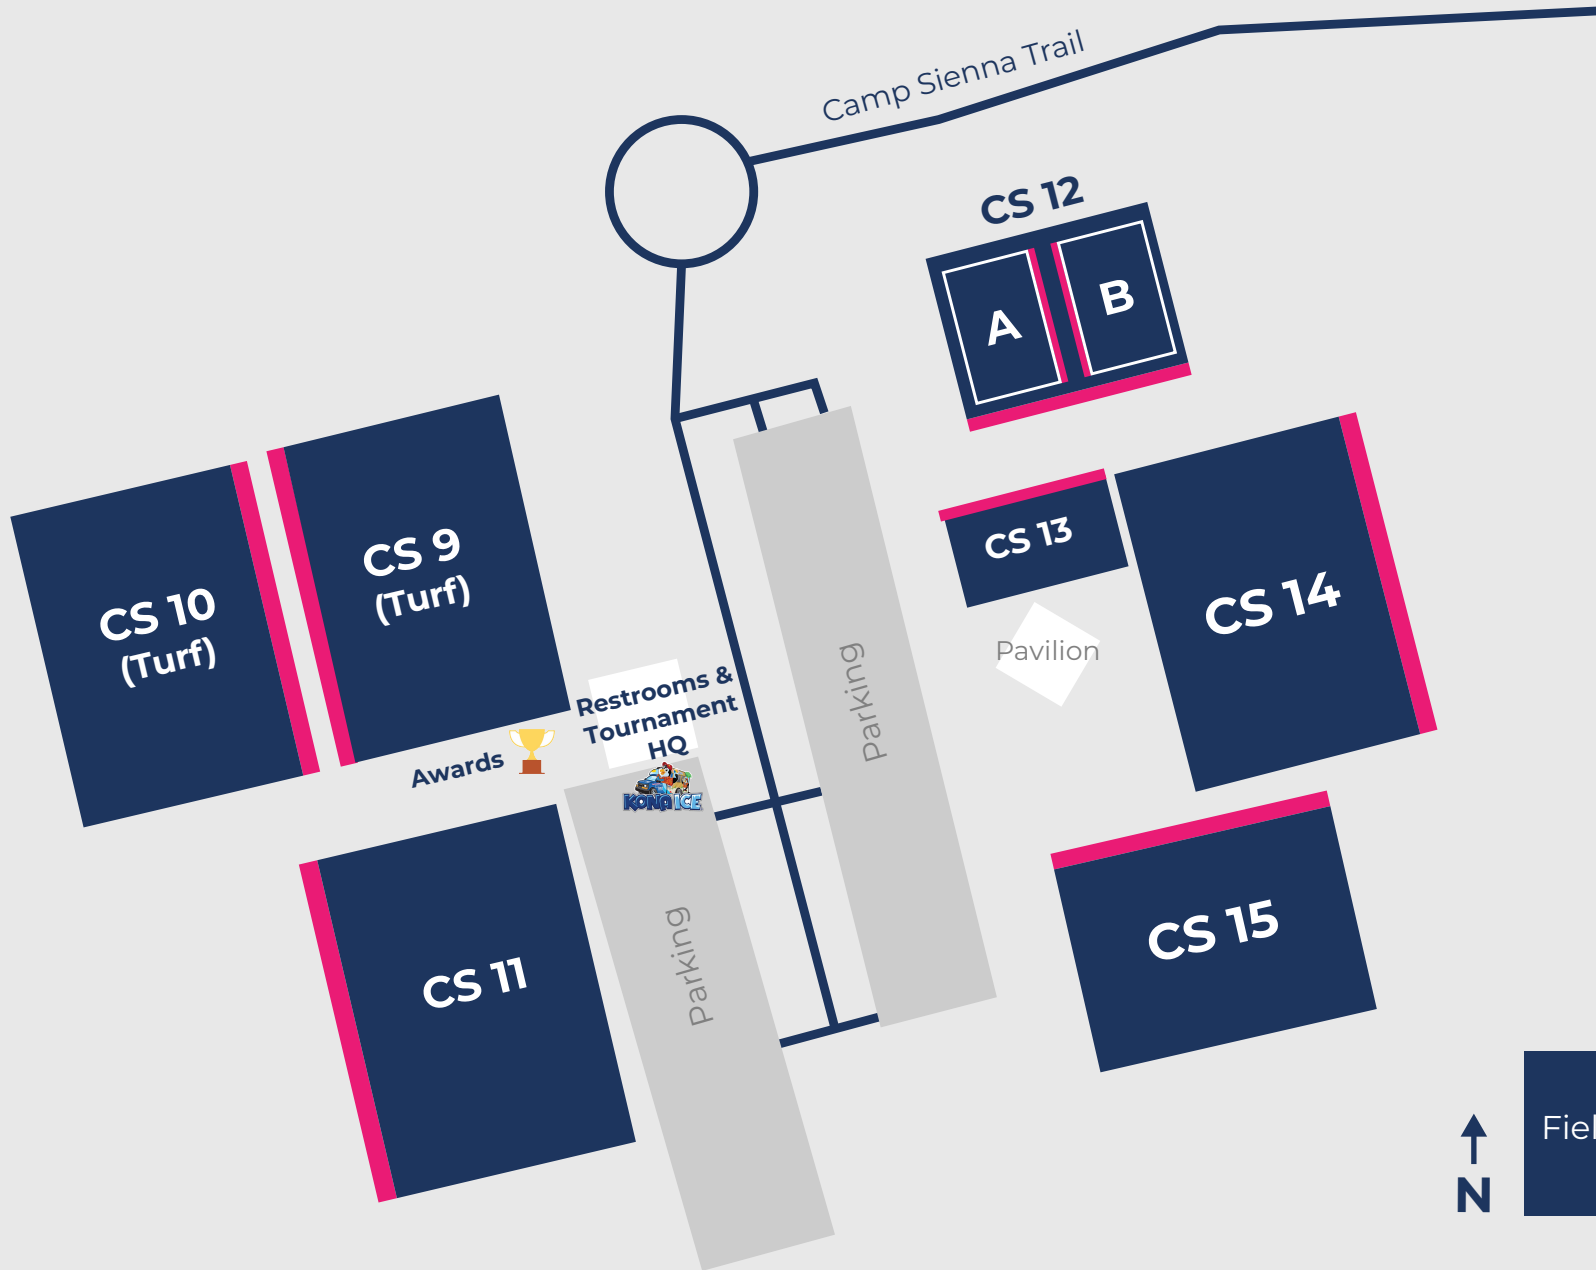 Camp Sienna Trail
CS 12
A
B
CS 9
(Turf)
CS 10
(Turf)
CS 13
CS 14
Pavilion
Parking
Restrooms &
Tournament
HQ
Awards
KONA ICE
Parking
CS 11
CS 15
Fiel
N